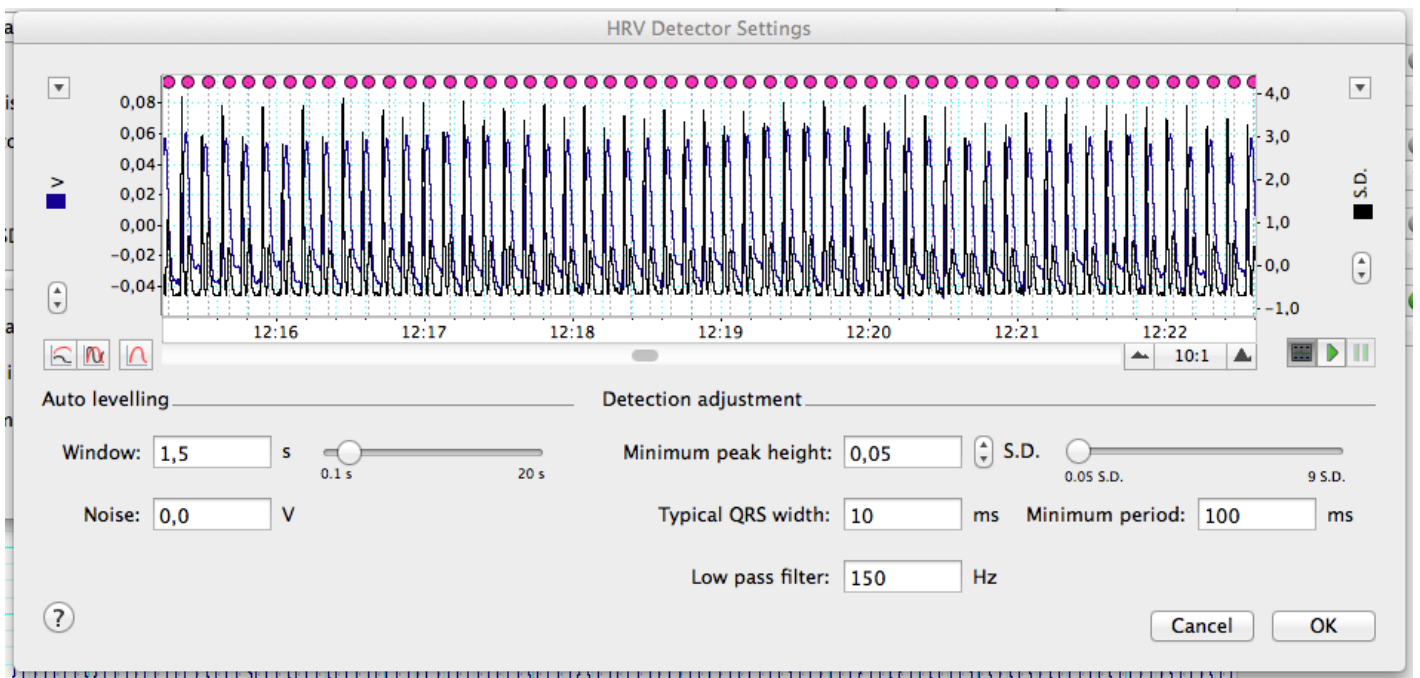 HRV Detector Settings
0,08
0,06
0,04
0,02
0,00
-0,02
-0,04
V
4,0
3,0
2,0
1,0
0,0
-1,0
S.D.
12:16 12:17 12:18 12:19 12:20 12:21 12:22
10:1
Auto levelling
Window: 1,5 s
0.1 s 20 s
Noise: 0,0 V
Detection adjustment
Minimum peak height: 0,05 S.D.
0.05 S.D. 9 S.D.
Typical QRS width: 10 ms Minimum period: 100 ms
Low pass filter: 150 Hz
?
Cancel OK